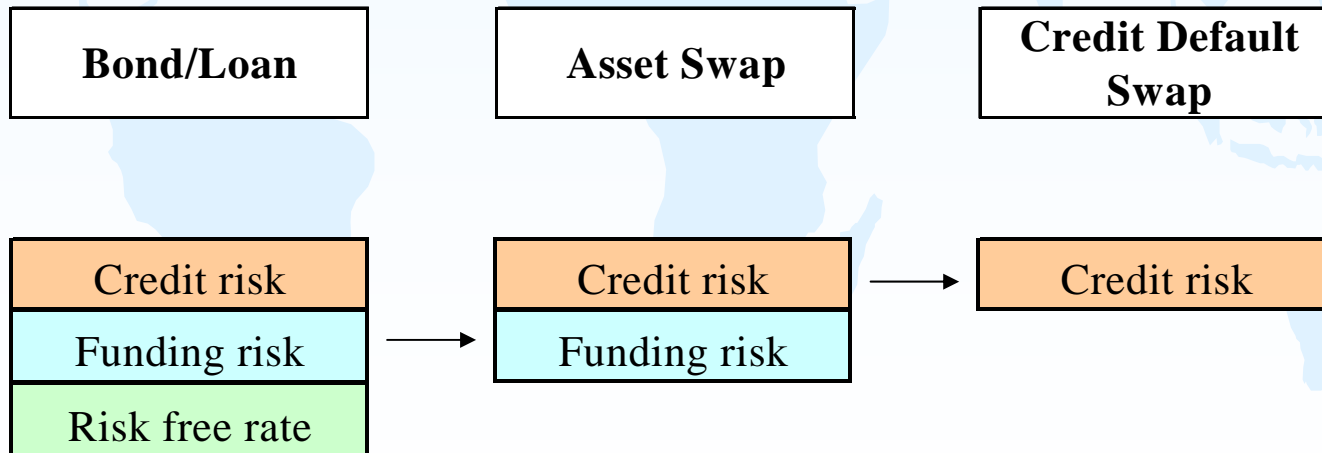 Bond/Loan
Asset Swap
Credit Default
Swap
Credit risk
Funding risk
Risk free rate
Credit risk
Funding risk
Credit risk